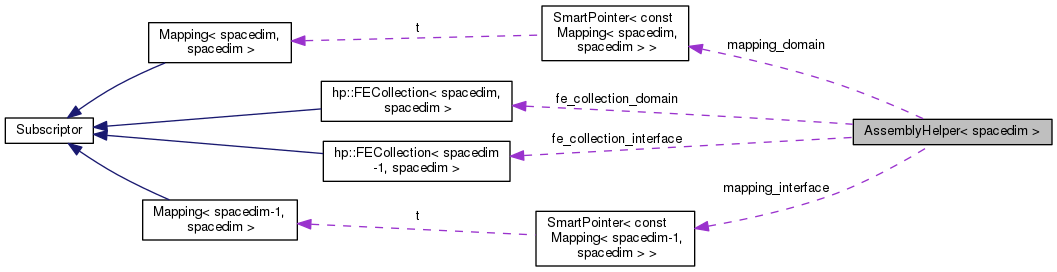 Subscriptor
Mapping< spacedim,
spacedim >
t
SmartPointer< const
Mapping< spacedim,
spacedim > >
mapping_domain
hp::FECollection< spacedim,
spacedim >
fe_collection_domain
hp::FECollection< spacedim
-1, spacedim >
fe_collection_interface
AssemblyHelper< spacedim >
Mapping< spacedim-1,
spacedim >
t
SmartPointer< const
Mapping< spacedim-1,
spacedim > >
mapping_interface